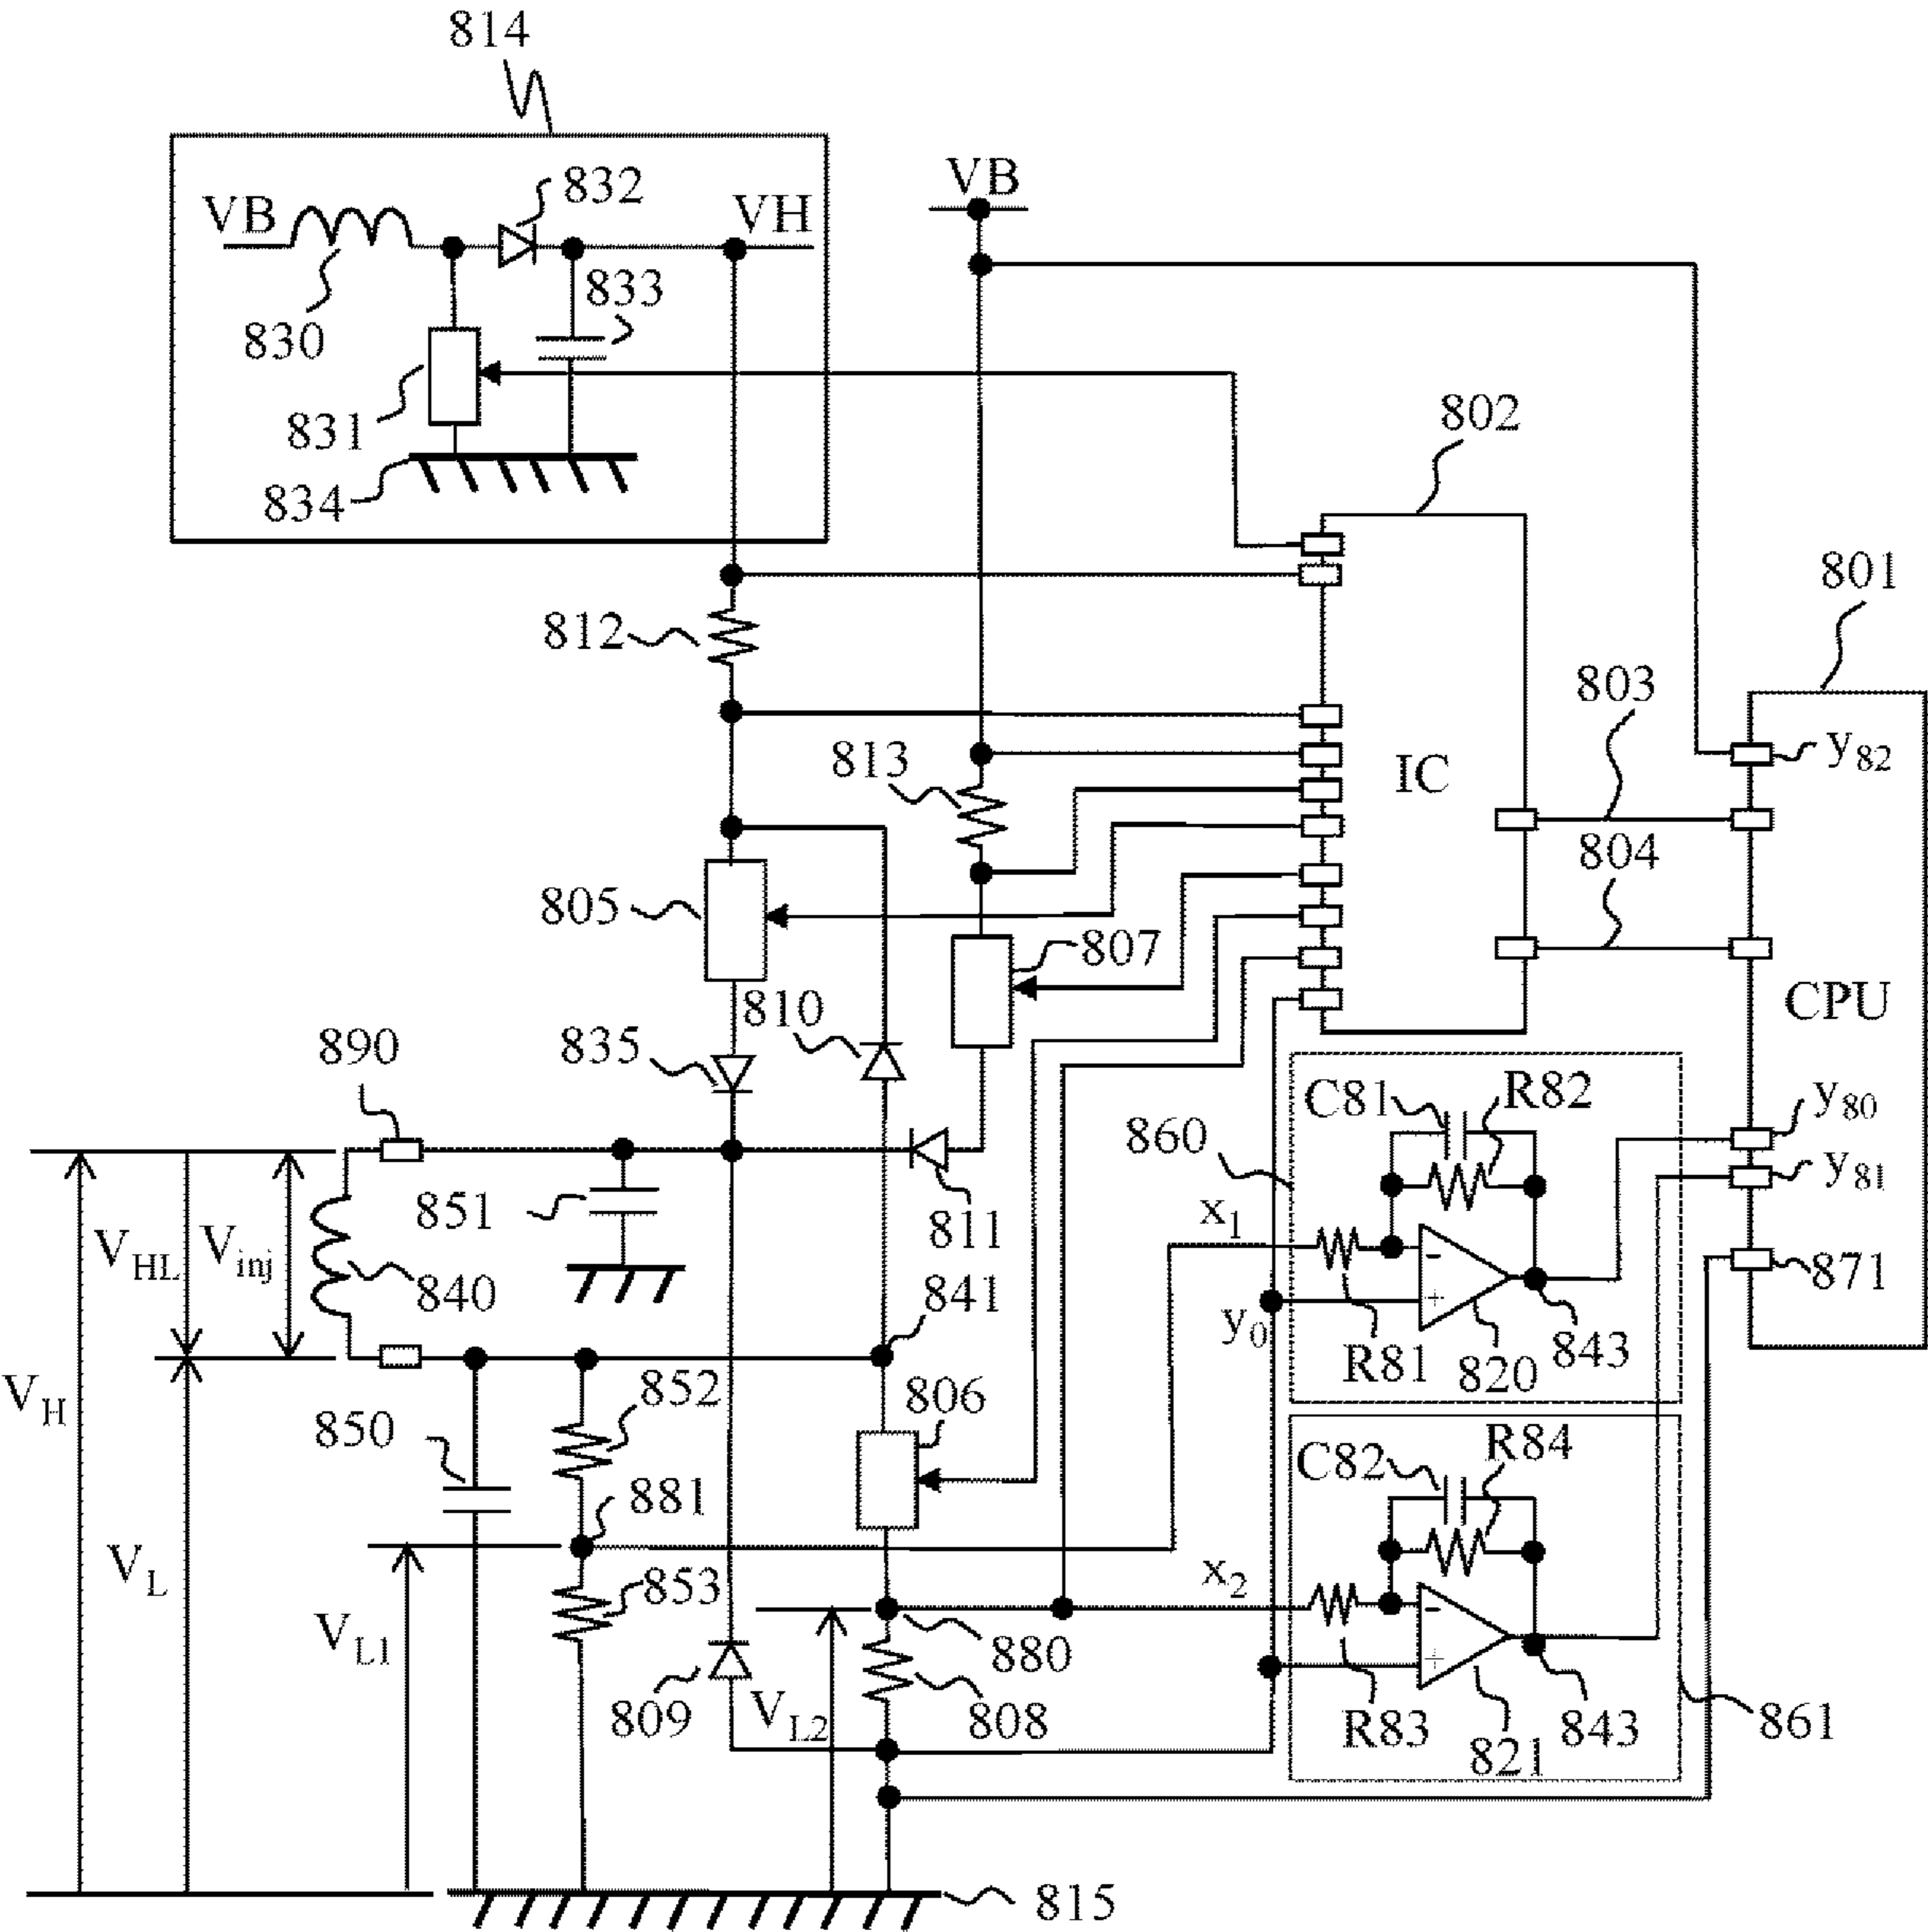 814
VB
832
VH
VB
830
833
831
834
802
801
812
803
y82
813
IC
804
805
807
CPU
810
835
890
C81
R82
y80
860
y81
851
x1
VHL
Vinj
811
840
841
y0
871
R81
820
843
VH
852
806
850
C82
R84
881
VL
x2
853
VL1
880
809
VL2
808
R83
821
843
861
815
-
+
-
+